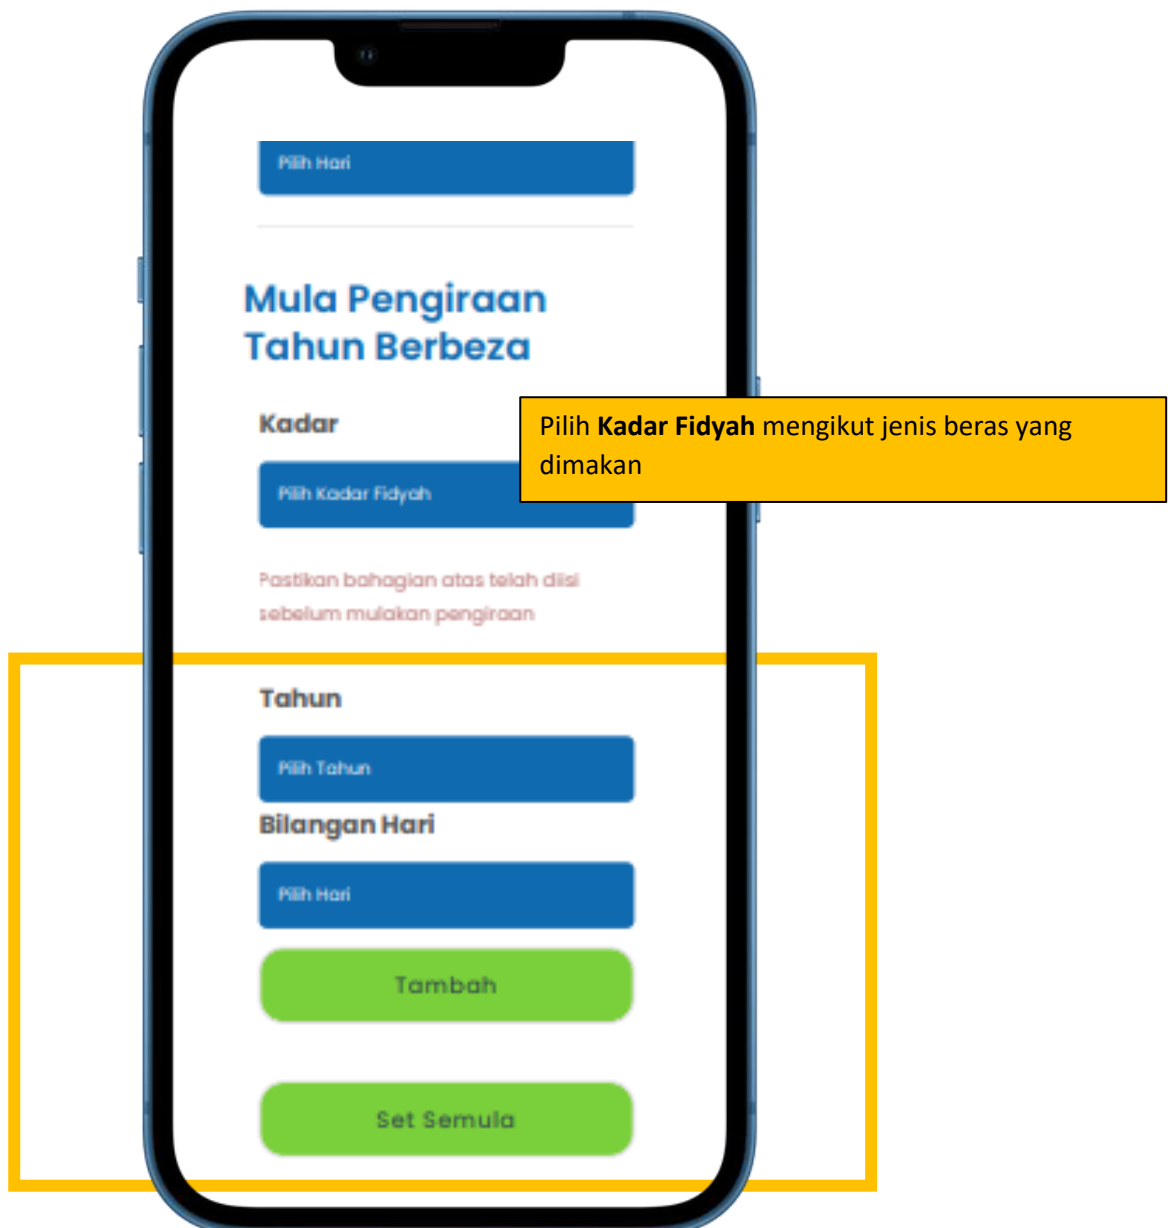 Pilih Hari
Mula Pengiraan
Tahun Berbeza
Kadar
Pilih Kadar Fidyah mengikut jenis beras yang
dimakan
Pilih Kadar Fidyah
Pastikan bahagian atas telah diisi
sebelum mulakan pengiraan
Tahun
Pilih Tahun
Bilangan Hari
Pilih Hari
Tambah
Set Semula